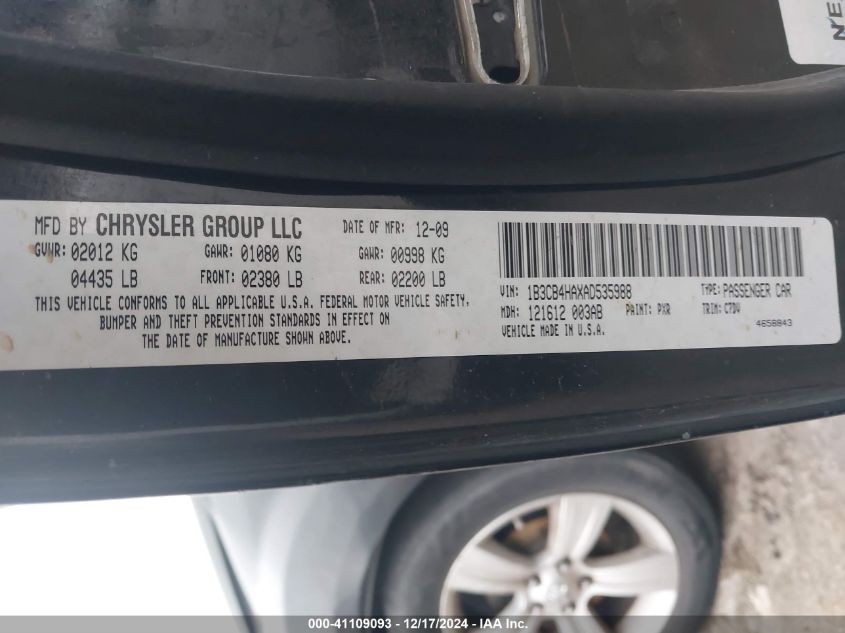 NE
MFD BY CHRYSLER GROUP LLC DATE OF MFR: 12-09
GVWR: 02012 KG GAWR: 01080 KG GAWR: 00998 KG
04435 LB FRONT: 02380 LB REAR: 02200 LB
THIS VEHICLE CONFORMS TO ALL APPLICABLE U.S.A. FEDERAL MOTOR VEHICLE SAFETY,
BUMPER AND THEFT PREVENTION STANDARDS IN EFFECT ON
THE DATE OF MANUFACTURE SHOWN ABOVE.
VIN: 1B3CB4HAXAD535988 TYPE: PASSENGER CAR
MDH: 121612 003AB PAINT: PXR TRIM: C7DV
VEHICLE MADE IN U.S.A. 4658843
000-41109093 - 12/17/2024 - IAA Inc.